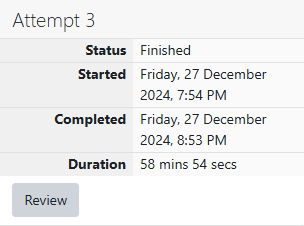 Attempt 3
Status Finished
Started Friday, 27 December
2024, 7:54 PM
Completed Friday, 27 December
2024, 8:53 PM
Duration 58 mins 54 secs
Review